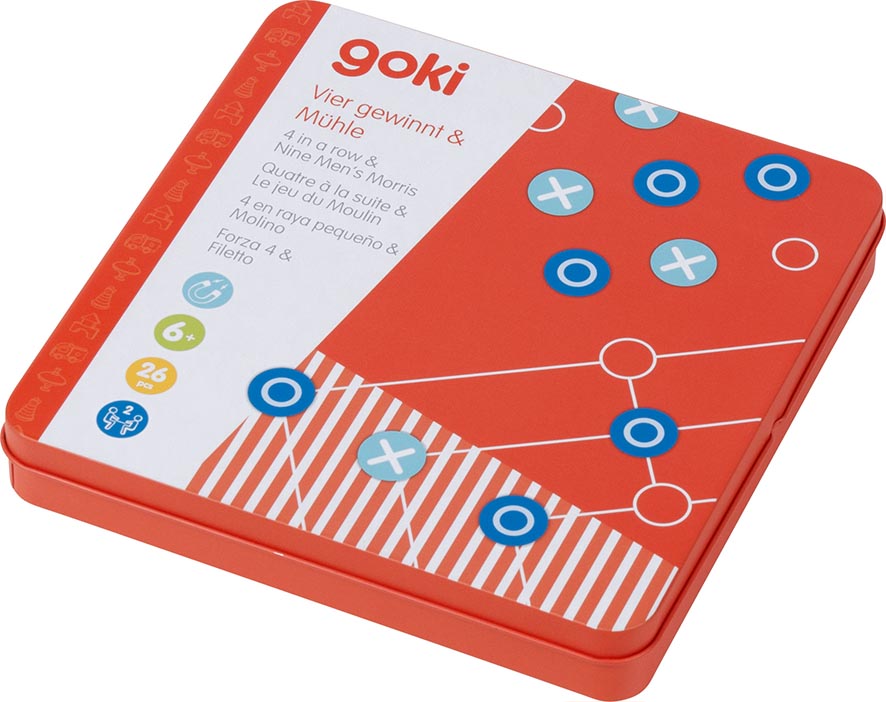 goki
Vier gewinnt &
Mühle
4 in a row &
Nine Men's Morris
Quatre à la suite &
Le jeu du Moulin
4 en raya pequeño &
Molino
Forza 4 &
Filetto
6+
26
pcs
2